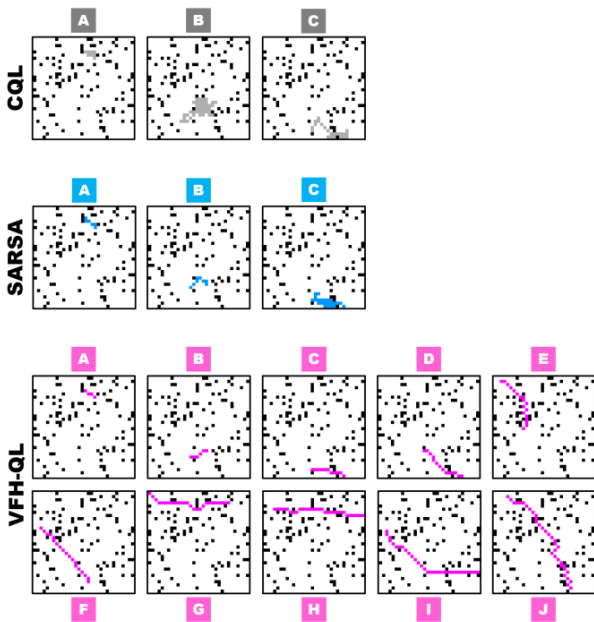 A B C
CQL
A B C
SARSA
A B C D E
VFH-QL
F G H I J